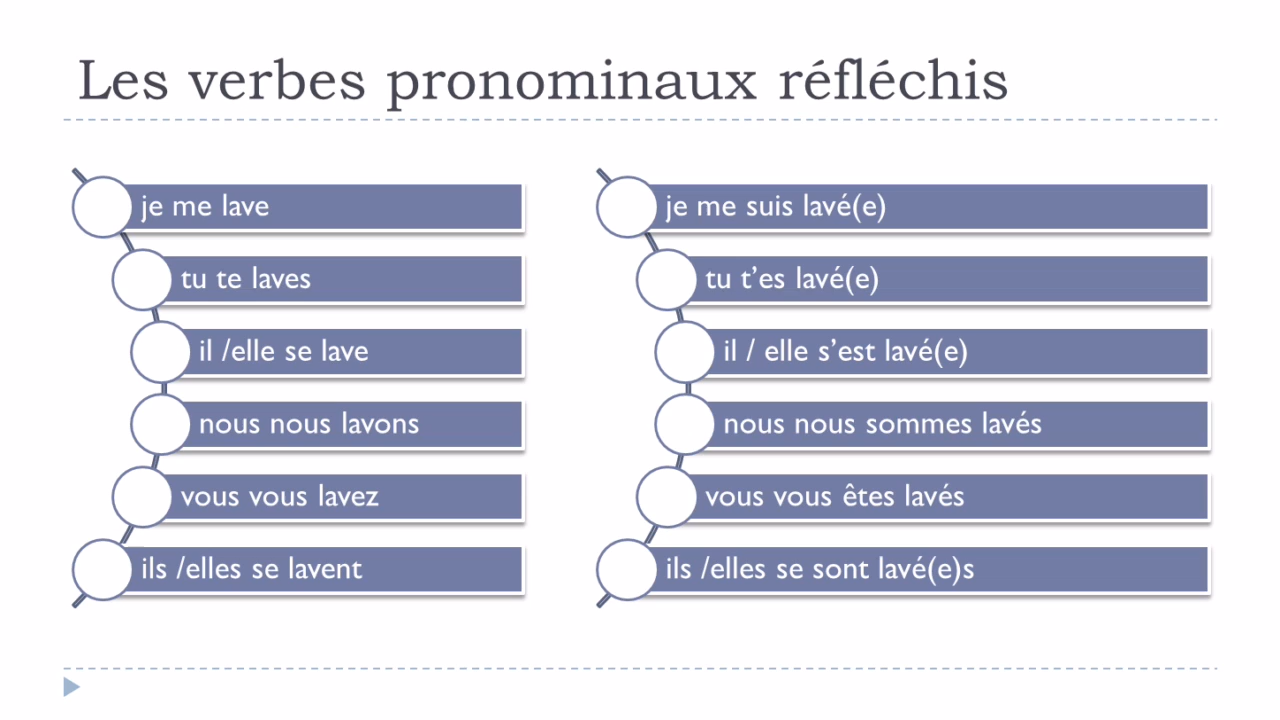 Les verbes pronominaux réfléchis
je me lave
tu te laves
il /elle se lave
nous nous lavons
vous vous lavez
ils /elles se lavent
je me suis lavé(e)
tu t’es lavé(e)
il / elle s’est lavé(e)
nous nous sommes lavés
vous vous êtes lavés
ils /elles se sont lavé(e)s